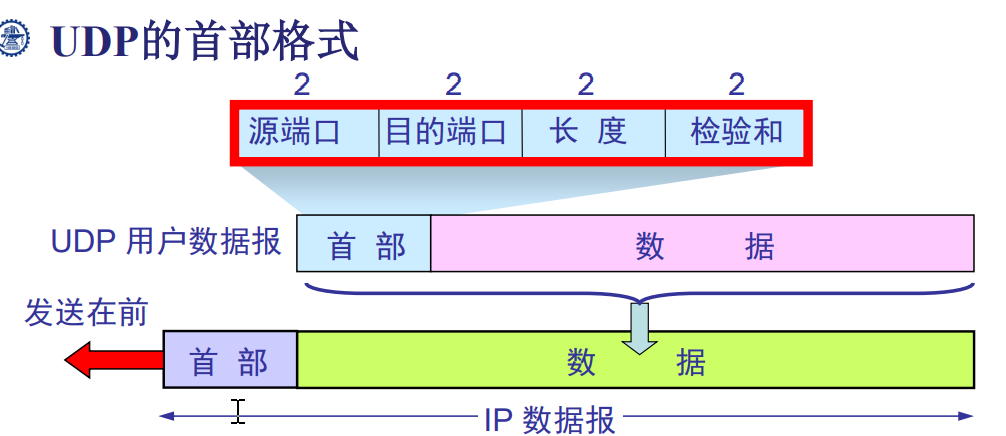 UDP的首部格式
2 2 2 2
源端口 目的端口 长 度 检验和
UDP 用户数据报 首 部 数 据
发送在前
首 部 数 据
IP 数据报